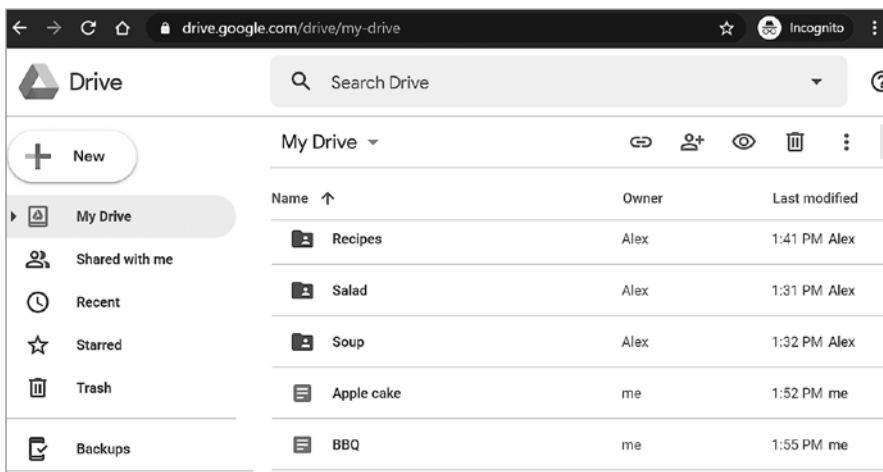 drive.google.com/drive/my-drive Incognito
Drive Search Drive
New
My Drive
Name Owner Last modified
My Drive
Recipes Alex 1:41 PM Alex
Shared with me
Salad Alex 1:31 PM Alex
Recent
Soup Alex 1:32 PM Alex
Starred
Trash
Apple cake me 1:52 PM me
Backups
BBQ me 1:55 PM me